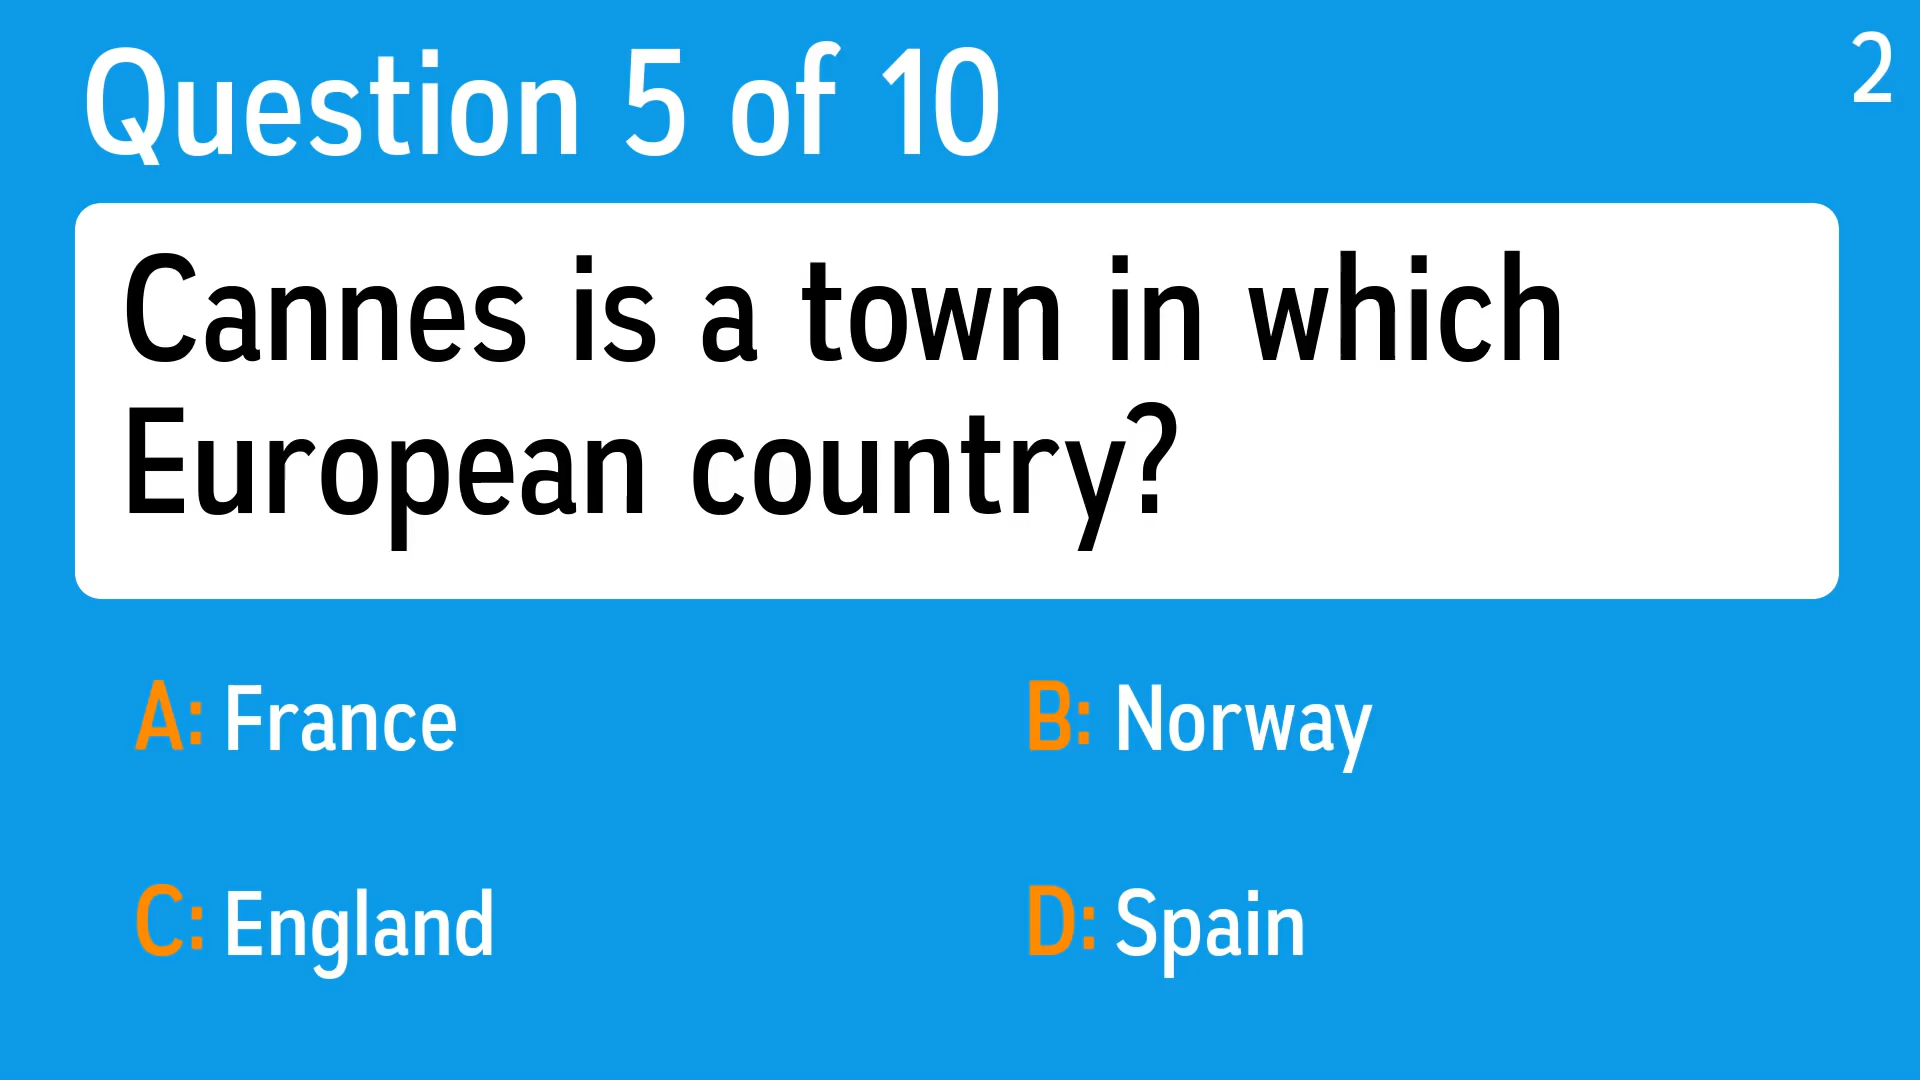 Question 5 of 10
2
Cannes is a town in which
European country?
A: France
B: Norway
C: England
D: Spain